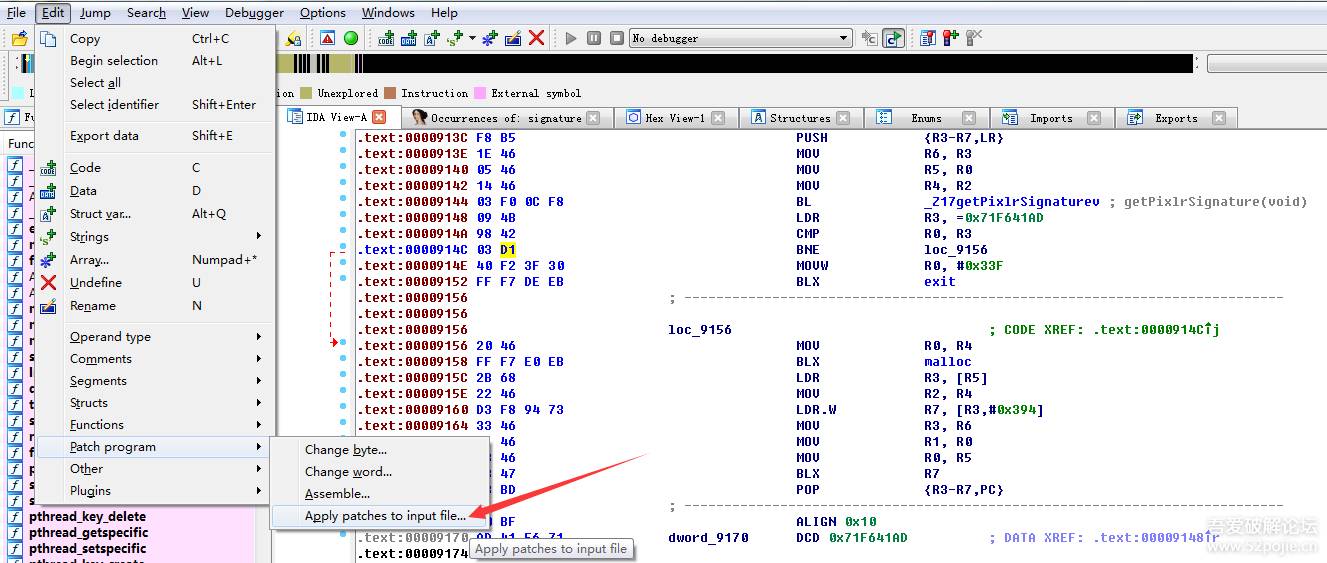 File Edit Jump Search View Debugger Options Windows Help
No debugger
Unexplored Instruction External symbol
IDA View-A Occurrences of: signature Hex View-1 Structures Enums Imports Exports
Copy Ctrl+C
Begin selection Alt+L
Select all
Select identifier Shift+Enter
Export data Shift+E
Code C
Data D
Struct var... Alt+Q
Strings
Array... Numpad+*
Undefine U
Rename N
Operand type
Comments
Segments
Structs
Functions
Patch program
Other
Plugins
Change byte...
Change word...
Assemble...
Apply patches to input file...
Apply patches to input file
pthread_key_delete
pthread_getspecific
pthread_setspecific
.text:0000913C F8 B5 PUSH {R3-R7,LR}
.text:0000913E 1E 46 MOV R6, R3
.text:00009140 05 46 MOV R5, R0
.text:00009142 14 46 MOV R4, R2
.text:00009144 03 F0 0C F8 BL _Z17getPixlrSignaturev ; getPixlrSignature(void)
.text:00009148 09 4B LDR R3, =0x71F641AD
.text:0000914A 98 42 CMP R0, R3
.text:0000914C 03 D1 BNE loc_9156
.text:0000914E 40 F2 3F 30 MOVW R0, #0x33F
.text:00009152 FF F7 DE EB BLX exit
.text:00009156 ; ---------------------------------------------------------------------------
.text:00009156
.text:00009156 loc_9156 ; CODE XREF: .text:0000914C↑j
.text:00009156 20 46 MOV R0, R4
.text:00009158 FF F7 E0 EB BLX malloc
.text:0000915C 2B 68 LDR R3, [R5]
.text:0000915E 22 46 MOV R2, R4
.text:00009160 D3 F8 94 73 LDR.W R7, [R3,#0x394]
.text:00009164 33 46 MOV R3, R6
46 MOV R1, R0
46 MOV R0, R5
47 BLX R7
BD POP {R3-R7,PC}
; ---------------------------------------------------------------------------
BF ALIGN 0x10
.text:00009170 AD 41 F6 71 dword_9170 DCD 0x71F641AD ; DATA XREF: .text:00009148↑r
.text:00009174
吾爱破解论坛
www.52pojie.cn